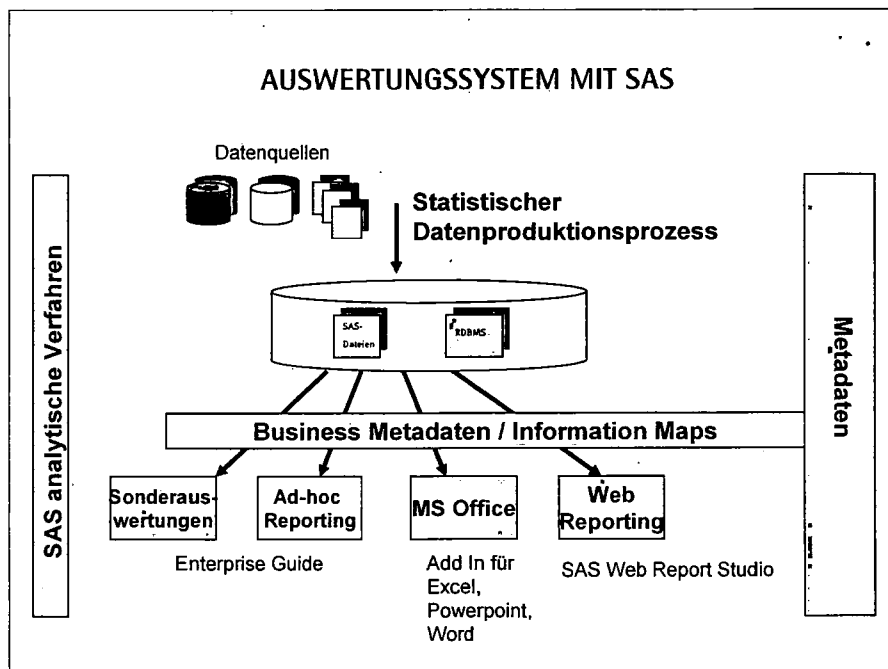 AUSWERTUNGSSYSTEM MIT SAS
Datenquellen
Statistischer
Datenproduktionsprozess
SAS-
Dateien
RDBMS
SAS analytische Verfahren
Metadaten
Business Metadaten / Information Maps
Sonderaus-
wertungen
Ad-hoc
Reporting
MS Office
Web
Reporting
Enterprise Guide
Add In für
Excel,
Powerpoint,
Word
SAS Web Report Studio